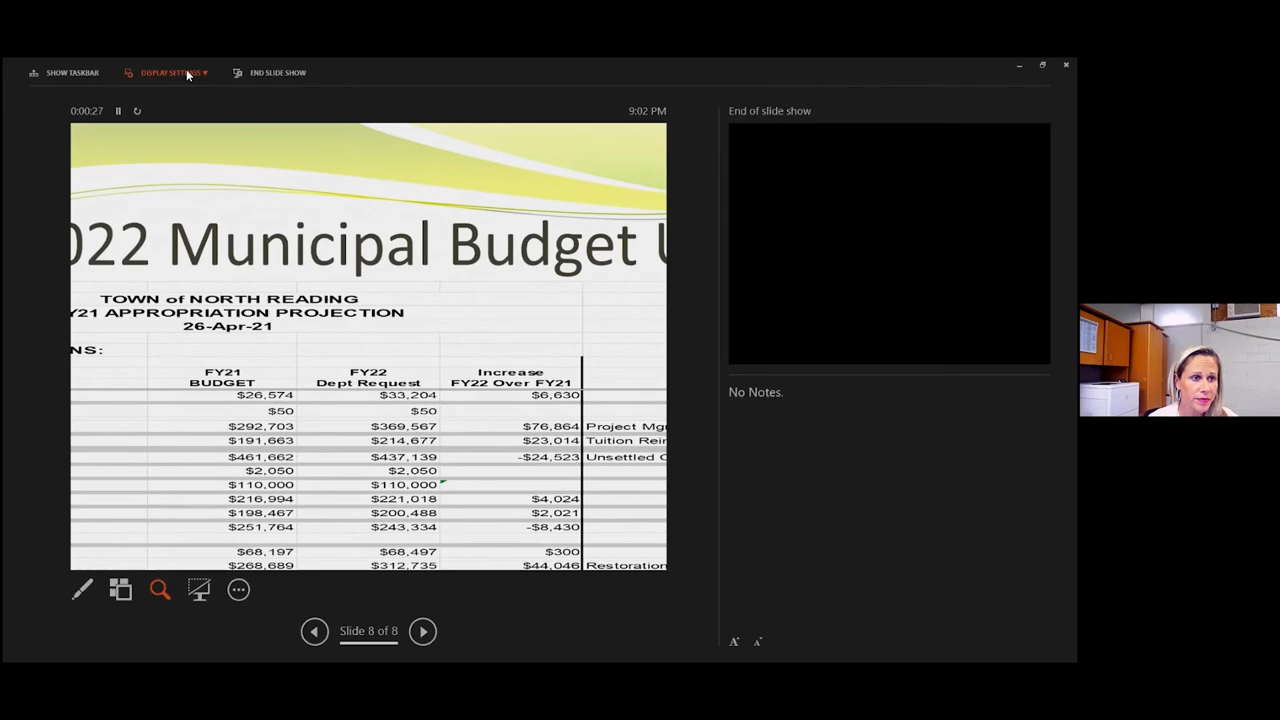 SHOW TASKBAR
DISPLAY SETTINGS ▾
END SLIDE SHOW
0:00:27
9:02 PM
022 Municipal Budget U
TOWN of NORTH READING
Y21 APPROPRIATION PROJECTION
26-Apr-21
NS:
FY21 FY22 Increase
BUDGET Dept Request FY22 Over FY21
$26,574 $33,204 $6,630
$50 $50
$292,703 $369,567 $76,864 Project Mgr
$191,663 $214,677 $23,014 Tuition Rei
$461,662 $437,139 -$24,523 Unsettled C
$2,050 $2,050
$110,000 $110,000
$216,994 $221,018 $4,024
$198,467 $200,488 $2,021
$251,764 $243,334 -$8,430
$68,197 $68,497 $300
$268,689 $312,735 $44,046 Restoration
Slide 8 of 8
End of slide show
No Notes.
A A